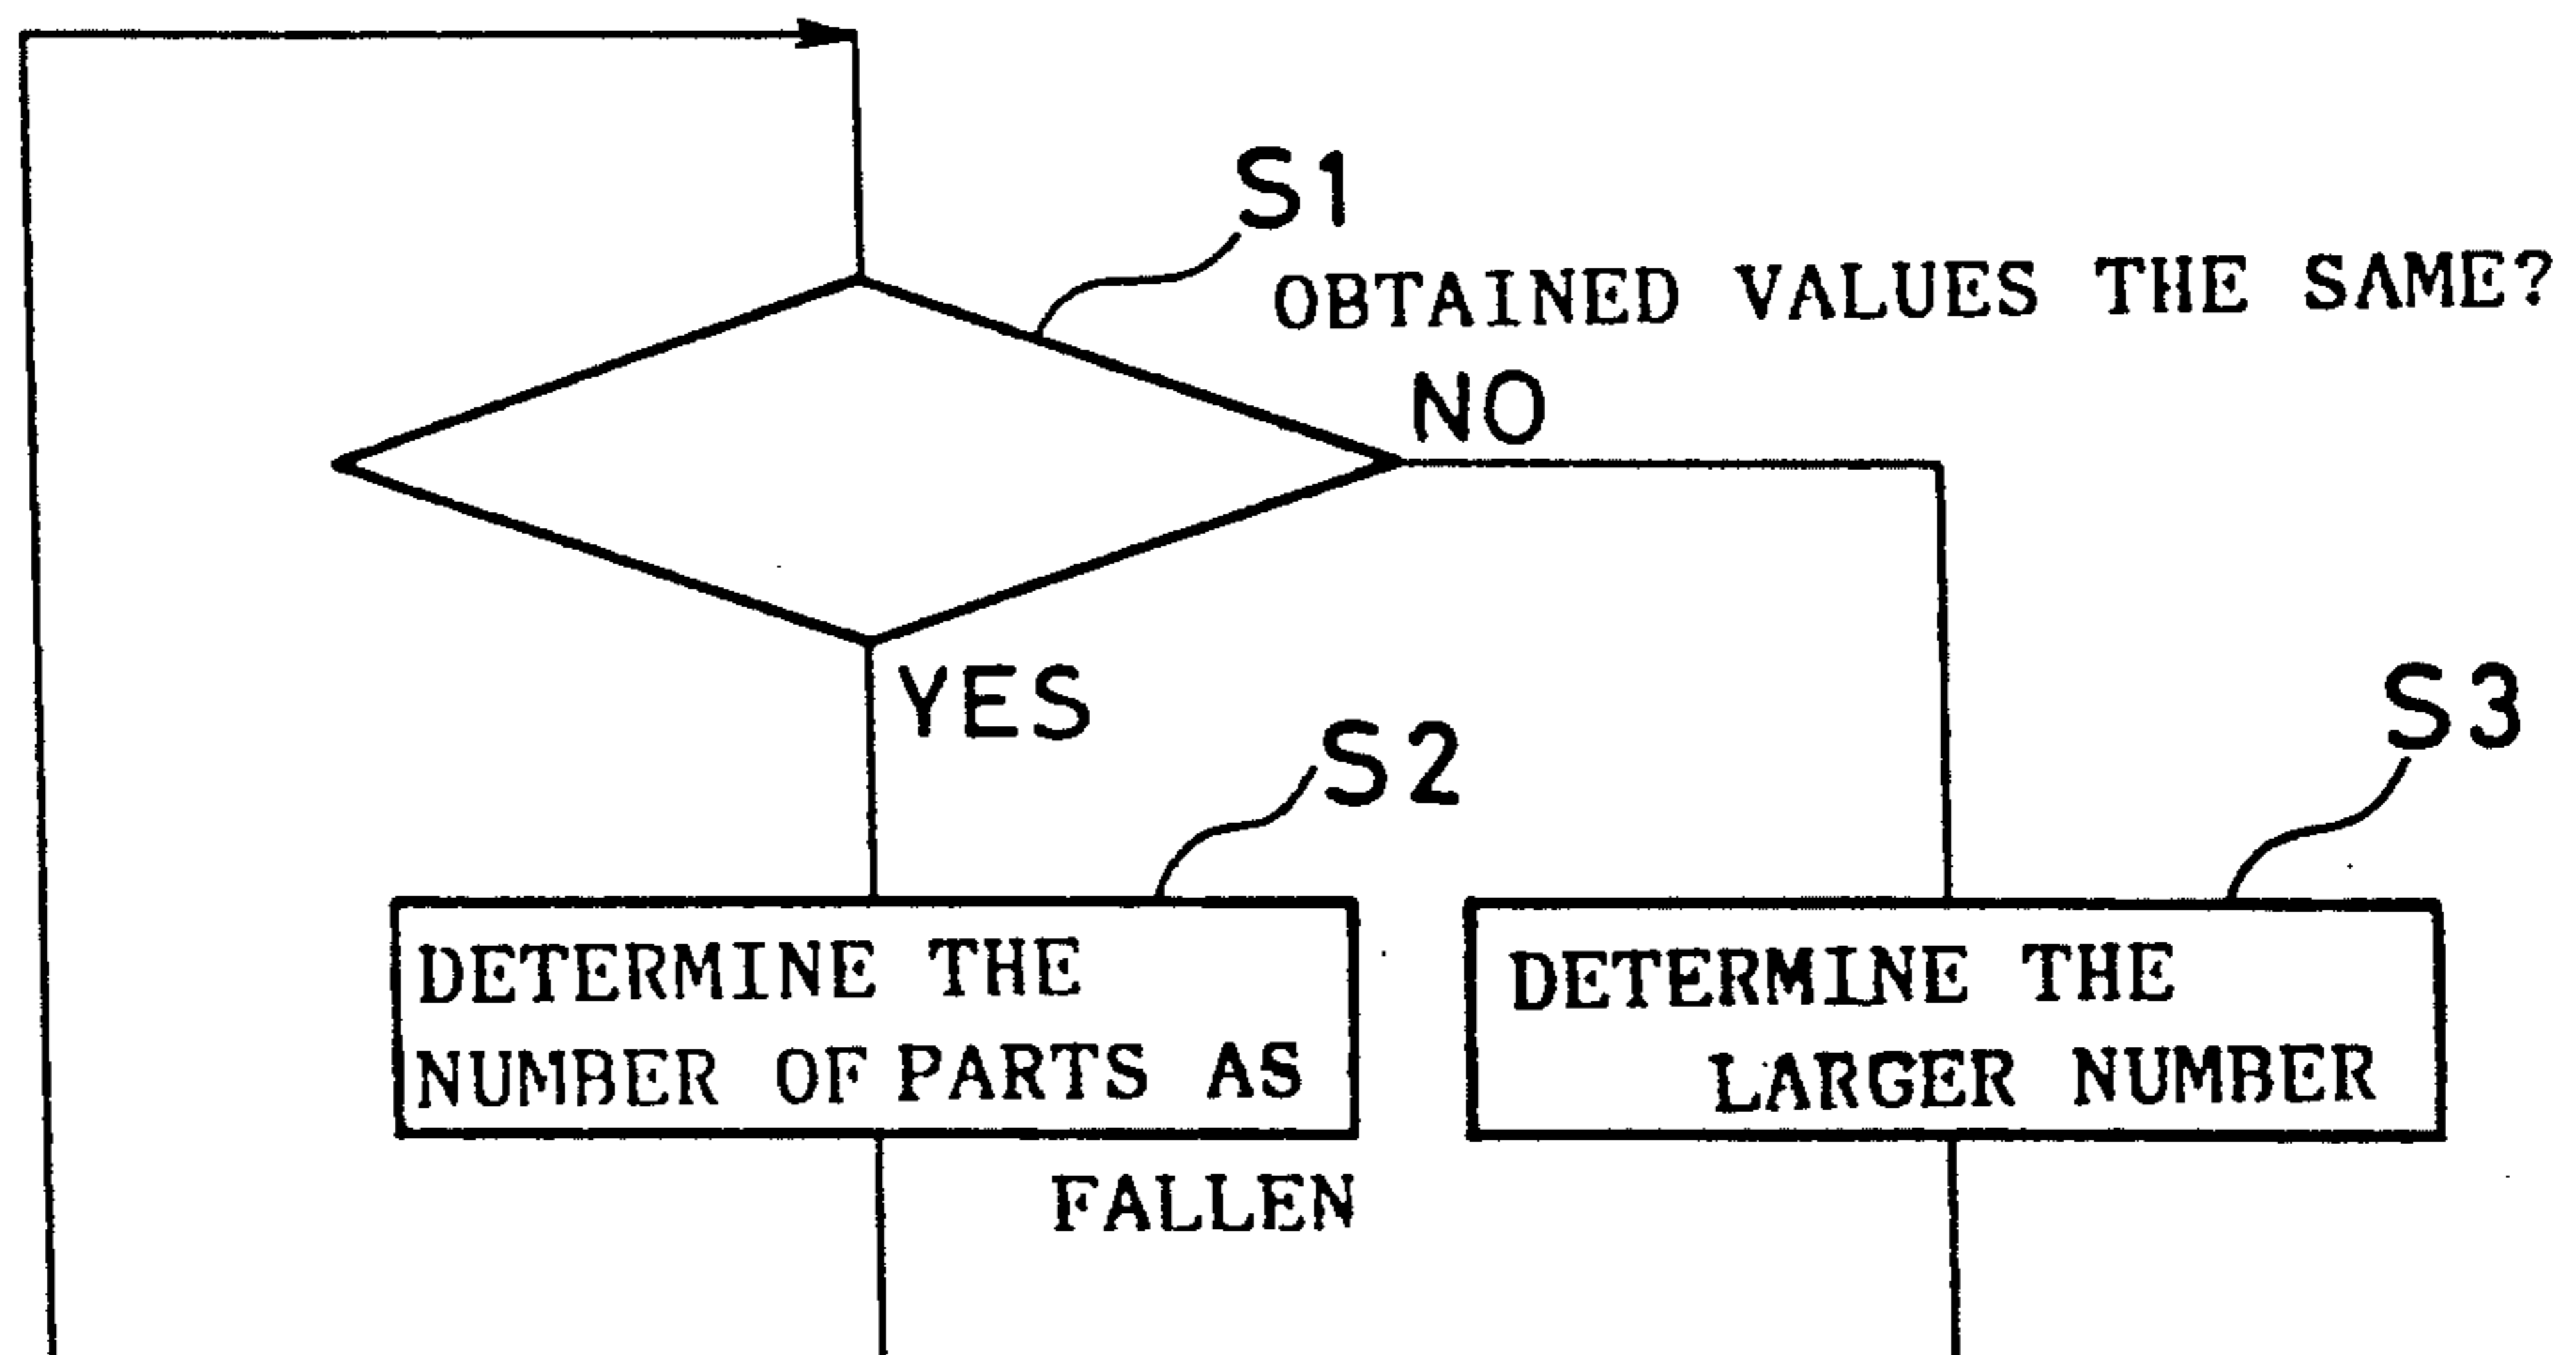 S1
OBTAINED VALUES THE SAME?
NO
YES
S2
S3
DETERMINE THE
NUMBER OF PARTS AS
FALLEN
DETERMINE THE
LARGER NUMBER